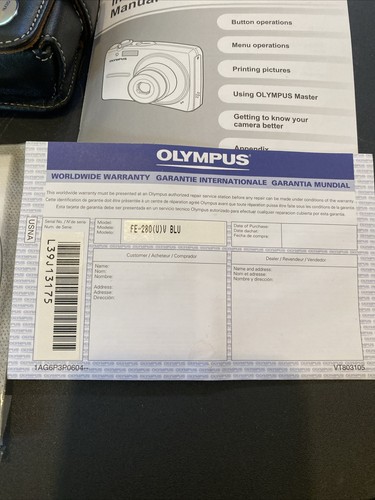 Manual
Button operations
Menu operations
Printing pictures
Using OLYMPUS Master
Getting to know your
camera better
Appendix
OLYMPUS
WORLDWIDE WARRANTY GARANTIE INTERNATIONALE GARANTIA MUNDIAL
This worldwide warranty must be presented at an Olympus authorized repair service station before any repair can be made under conditions of the warranty.
USNA
Serial No. / N de série
Num. de Serie
L39J13175
Model:
Modèle:
Modelo:
FE-280(U)V BLU
Date of Purchase:
Date d'achat:
Fecha de compra:
Customer / Acheteur / Comprador
Name:
Nom:
Nombre:
Address:
Adresse:
Dirección:
Dealer / Revendeur / Vendedor
Name and address:
Nom et adresse:
Nombre y dirección:
1AG6P3P0604--
VT803105